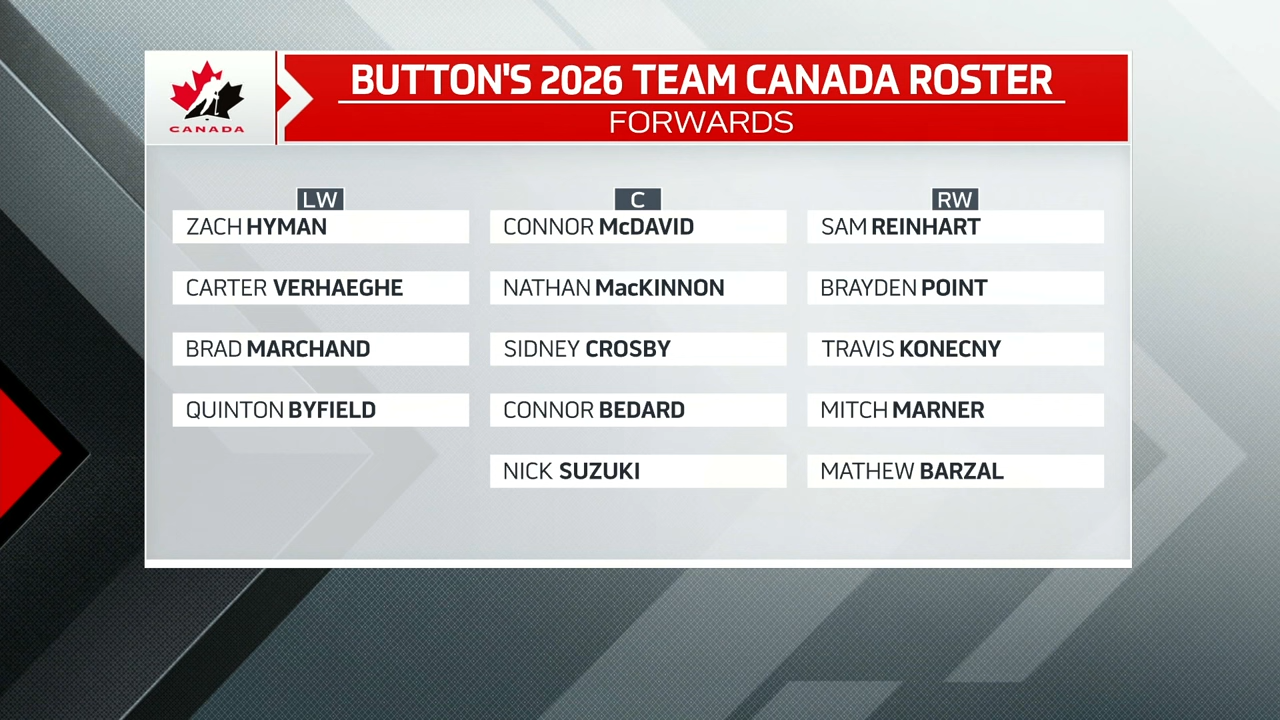 CANADA
BUTTON'S 2026 TEAM CANADA ROSTER
FORWARDS
LW
ZACH HYMAN
CARTER VERHAEGHE
BRAD MARCHAND
QUINTON BYFIELD
C
CONNOR McDAVID
NATHAN MacKINNON
SIDNEY CROSBY
CONNOR BEDARD
NICK SUZUKI
RW
SAM REINHART
BRAYDEN POINT
TRAVIS KONECNY
MITCH MARNER
MATHEW BARZAL